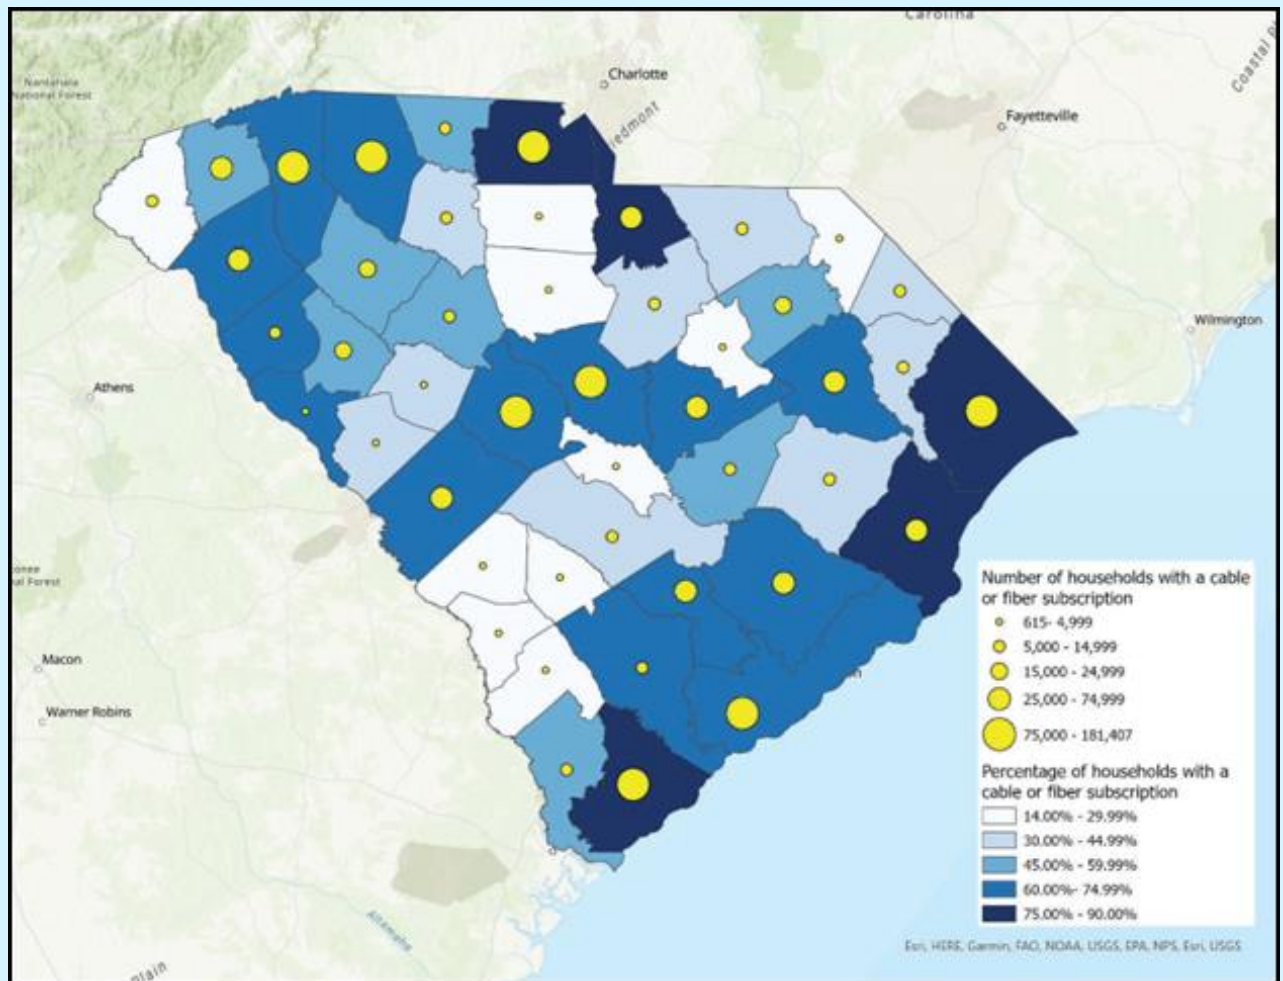 Carolina
Nantahala
National Forest
Charlotte
Coastal
Piedmont
Fayetteville
Wilmington
Athens
onee
al Forest
Macon
Warner Robins
n
Altamaha
plain
Number of households with a cable
or fiber subscription
615- 4,999
5,000 - 14,999
15,000 - 24,999
25,000 - 74,999
75,000 - 181,407
Percentage of households with a
cable or fiber subscription
14.00% - 29.99%
30.00% - 44.99%
45.00% - 59.99%
60.00%- 74.99%
75.00% - 90.00%
Esri, HERE, Garmin, FAO, NOAA, USGS, EPA, NPS, Esri, USGS